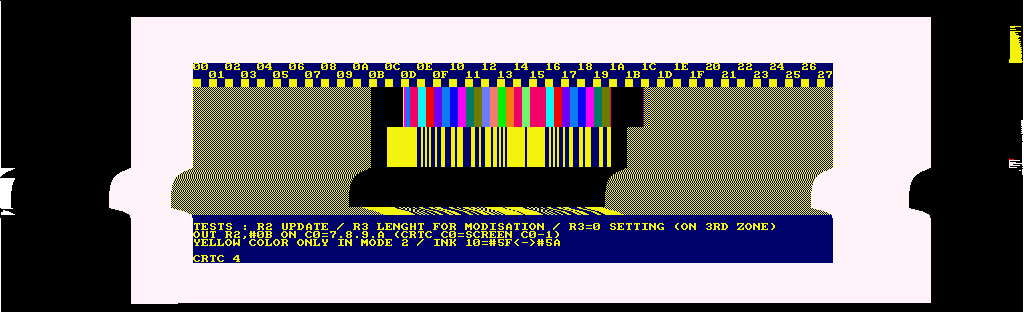 00 02 04 06 08 0A 0C 0E 10 12 14 16 18 1A 1C 1E 20 22 24 26
01 03 05 07 09 0B 0D 0F 11 13 15 17 19 1B 1D 1F 21 23 25 27
TESTS : R2 UPDATE / R3 LENGHT FOR MODISATION / R3=0 SETTING (ON 3RD ZONE)
OUT R2,#0B ON C0=7,8,9,A (CRTC C0=SCREEN C0-1)
YELLOW COLOR ONLY IN MODE 2 / INK 10=#5F<->#5A
CRTC 4